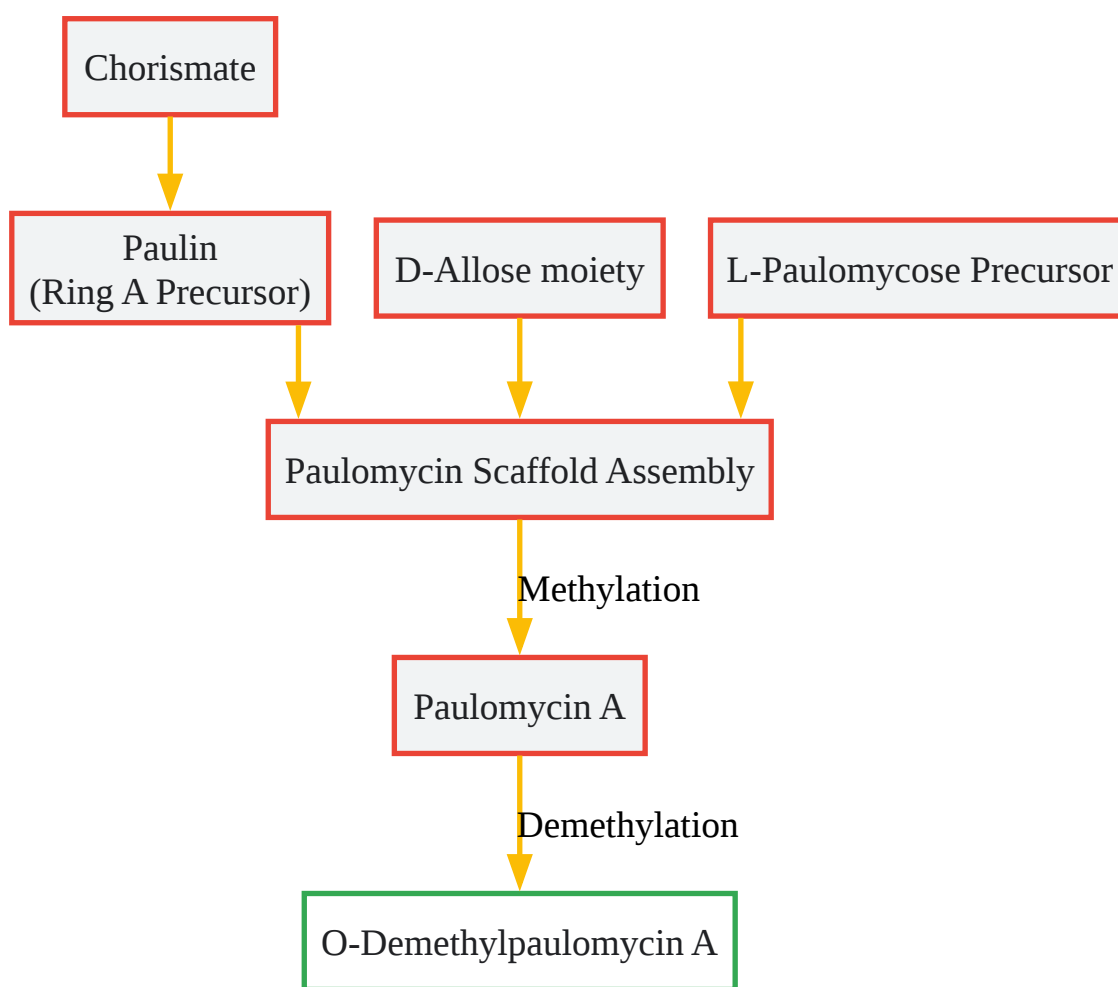 Chorismate
Paulin
(Ring A Precursor)
D-Allose moiety
L-Paulomycose Precursor
Paulomycin Scaffold Assembly
Methylation
Paulomycin A
Demethylation
O-Demethylpaulomycin A